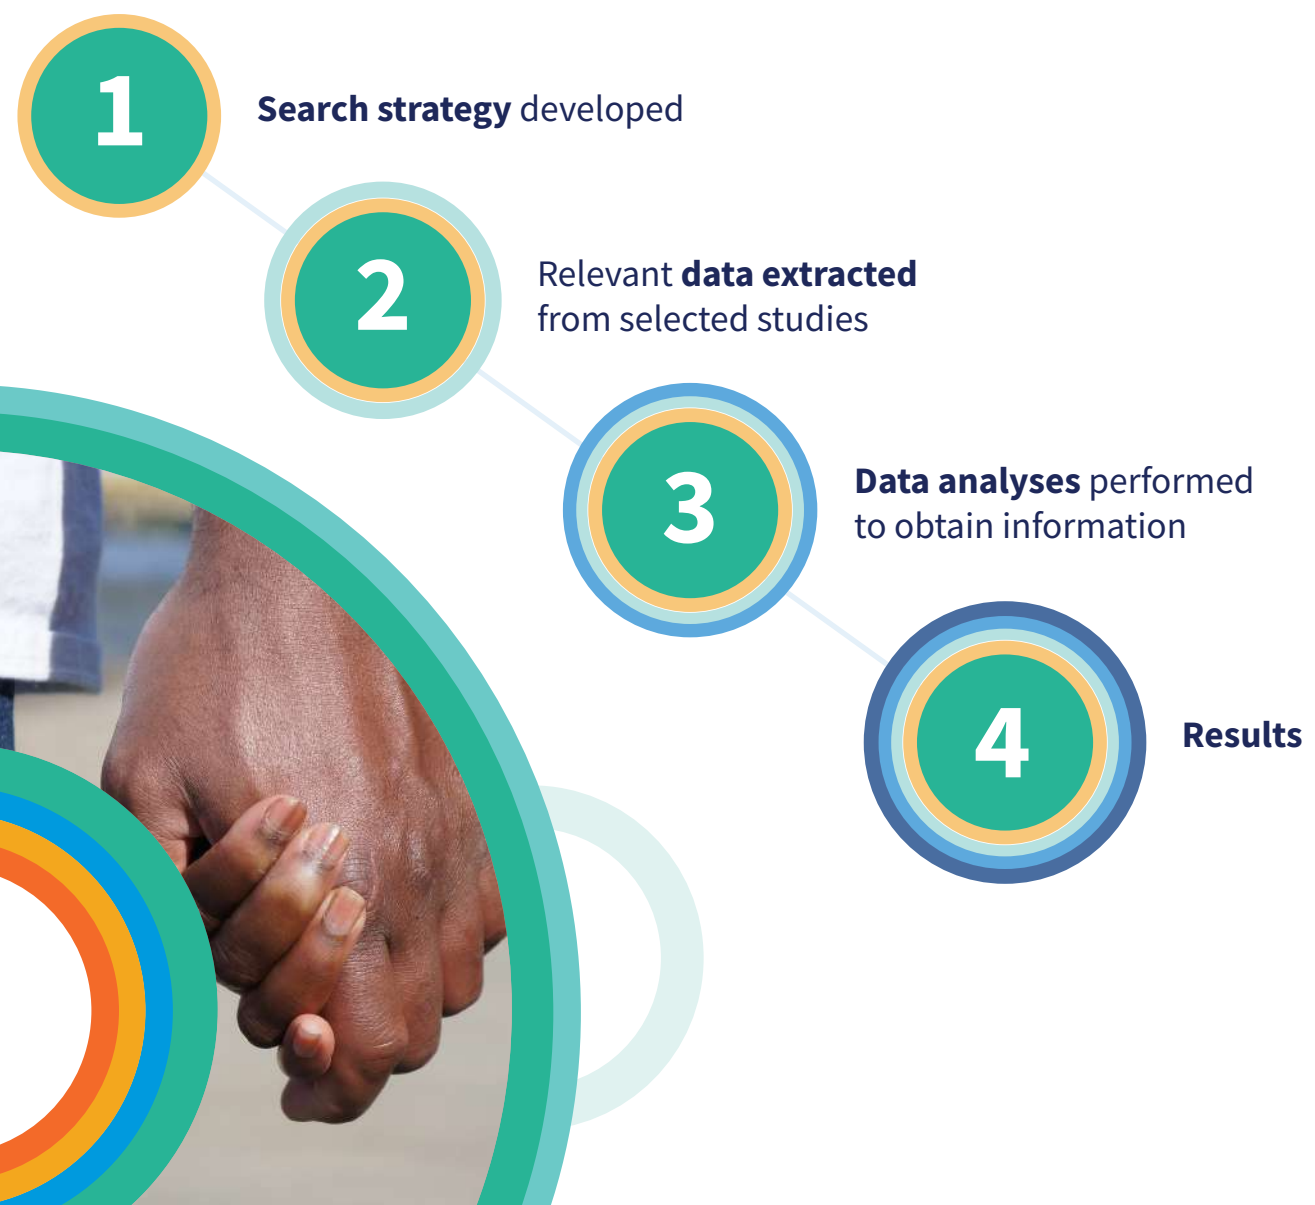 1
Search strategy developed
2
Relevant data extracted
from selected studies
3
Data analyses performed
to obtain information
4
Results